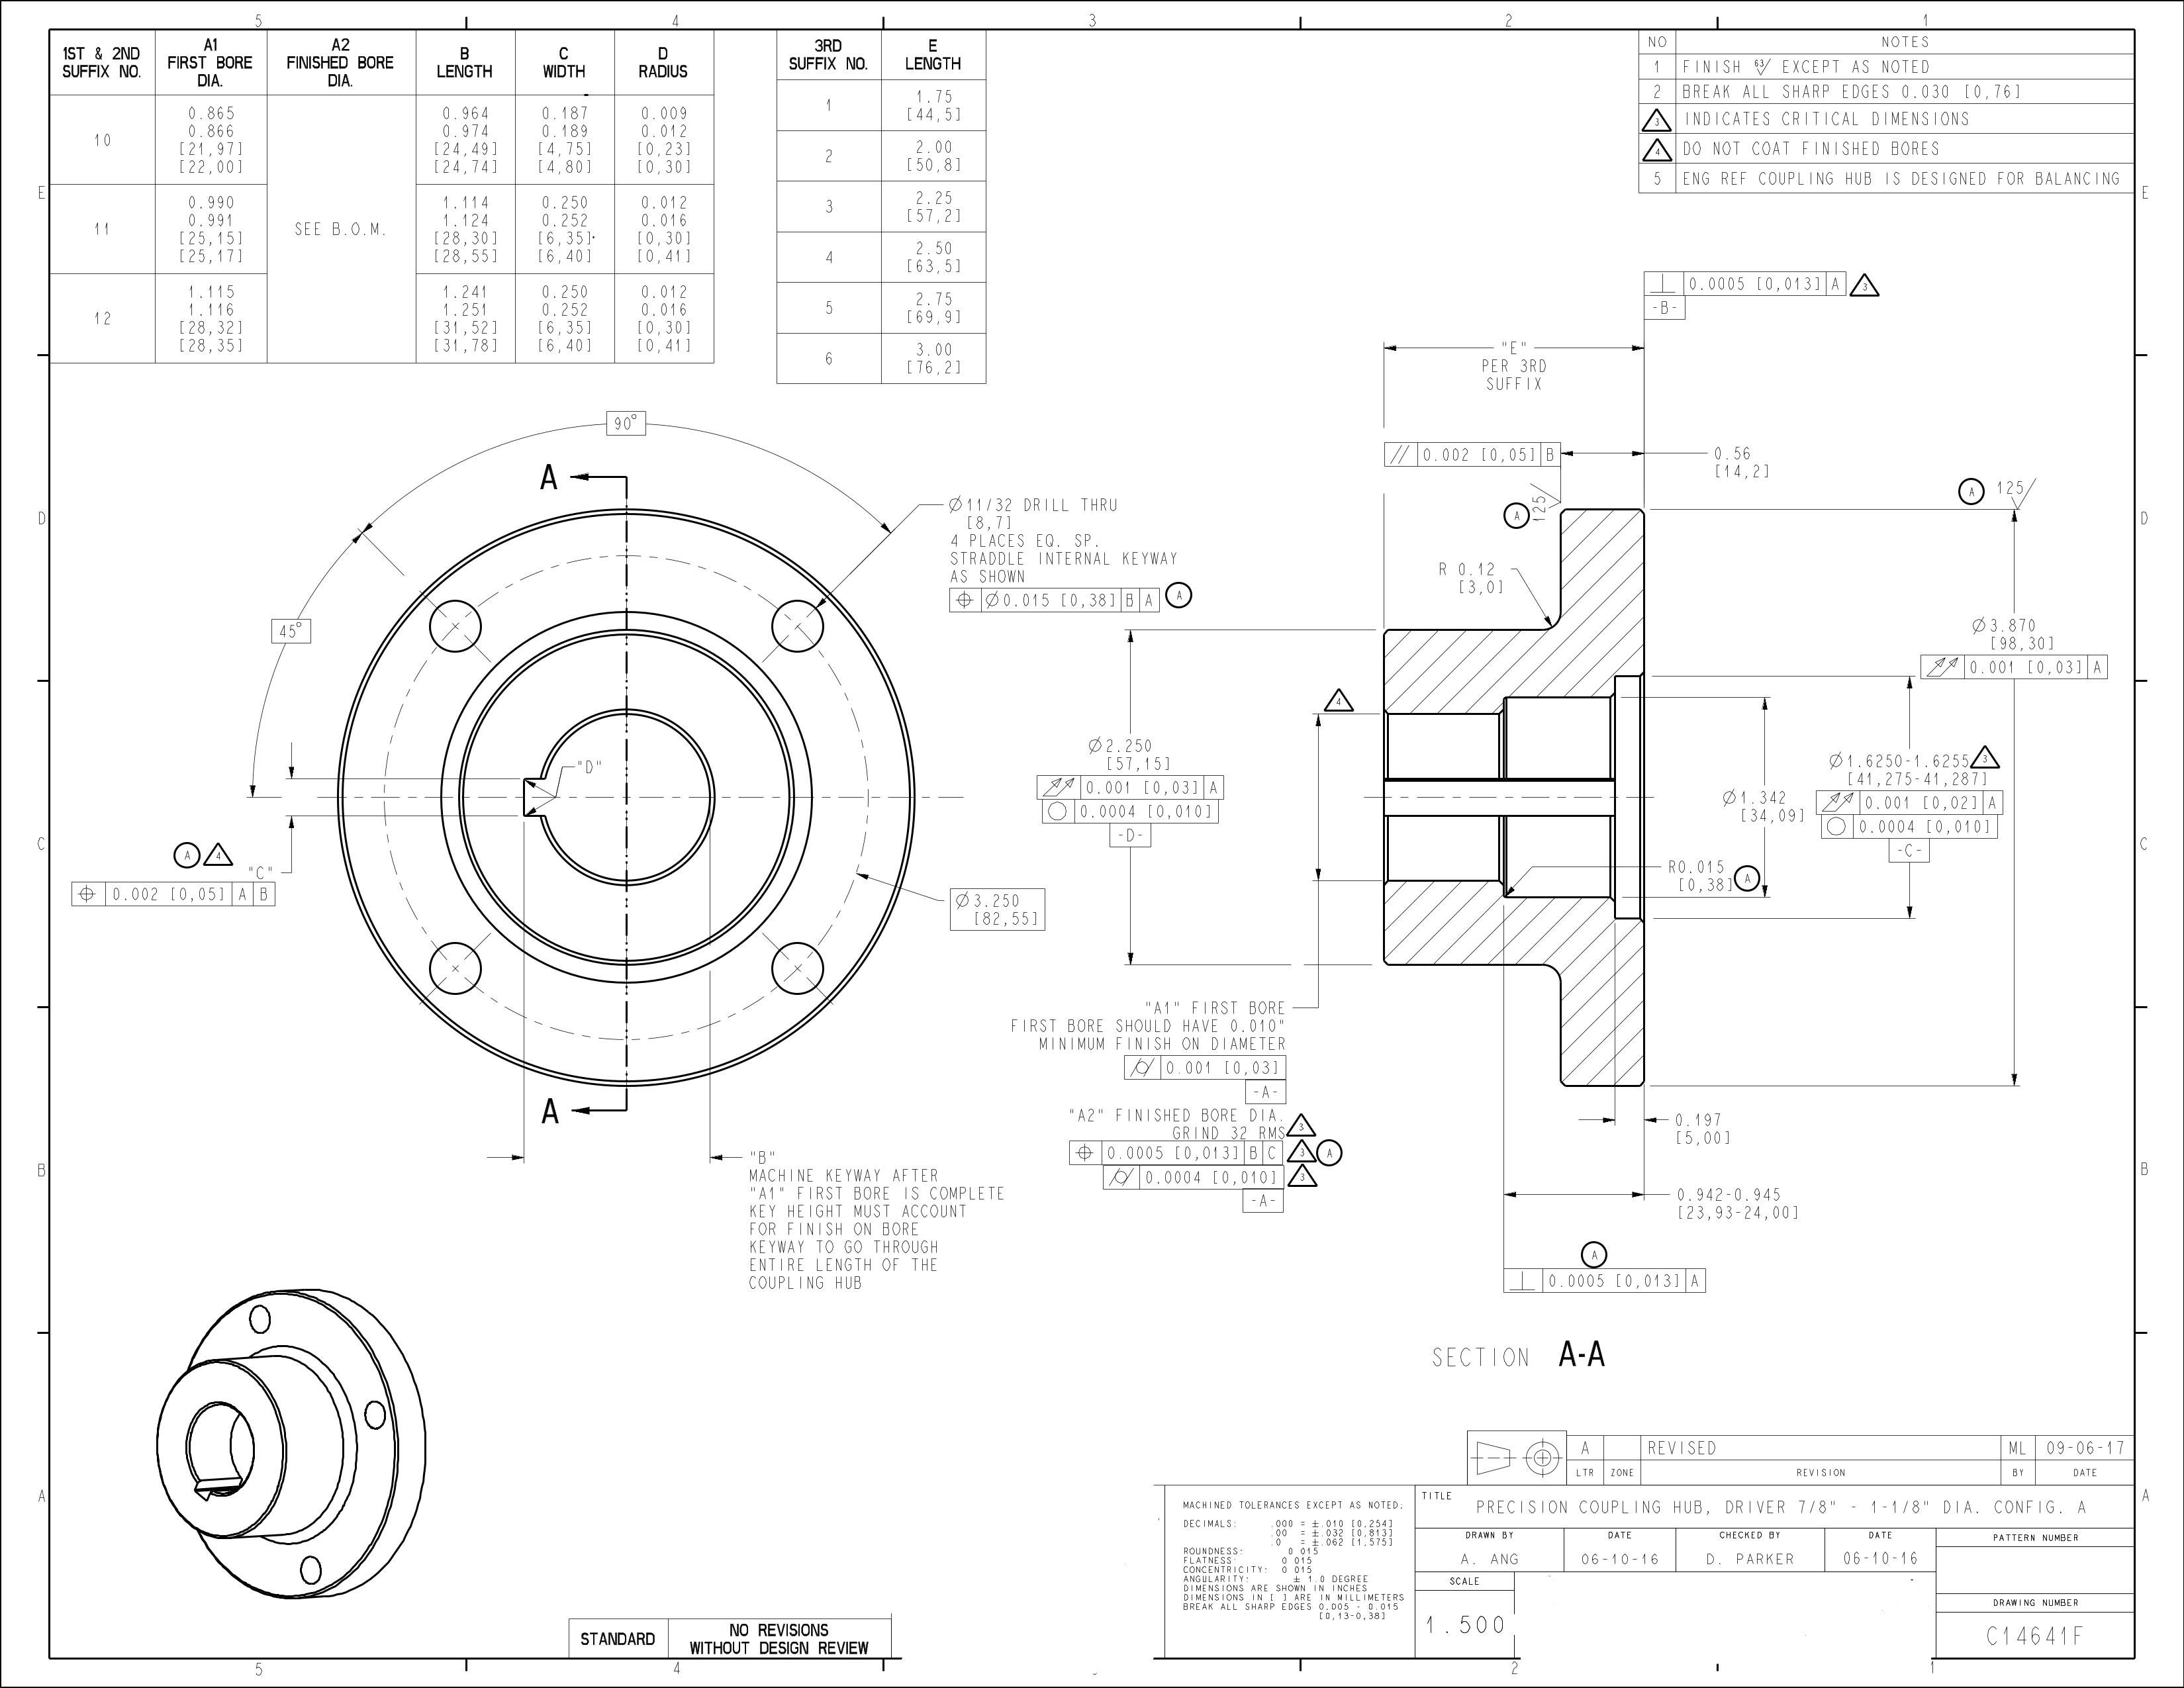 5 4 3 2 1
1ST & 2ND SUFFIX NO.
A1 FIRST BORE DIA.
A2 FINISHED BORE DIA.
B LENGTH
C WIDTH
D RADIUS
10
0.865
0.866
[21,97]
[22,00]
SEE B.O.M.
0.964
0.974
[24,49]
[24,74]
0.187
0.189
[4,75]
[4,80]
0.009
0.012
[0,23]
[0,30]
11
0.990
0.991
[25,15]
[25,17]
1.114
1.124
[28,30]
[28,55]
0.250
0.252
[6,35]
[6,40]
0.012
0.016
[0,30]
[0,41]
12
1.115
1.116
[28,32]
[28,35]
1.241
1.251
[31,52]
[31,78]
0.250
0.252
[6,35]
[6,40]
0.012
0.016
[0,30]
[0,41]
3RD SUFFIX NO.
E LENGTH
1
1.75
[44,5]
2
2.00
[50,8]
3
2.25
[57,2]
4
2.50
[63,5]
5
2.75
[69,9]
6
3.00
[76,2]
NO NOTES
1 FINISH 63 EXCEPT AS NOTED
2 BREAK ALL SHARP EDGES 0.030 [0,76]
3 INDICATES CRITICAL DIMENSIONS
4 DO NOT COAT FINISHED BORES
5 ENG REF COUPLING HUB IS DESIGNED FOR BALANCING
E E
D D
C C
B B
A A
90°
45°
A
A
Ø11/32 DRILL THRU
[8,7]
4 PLACES EQ. SP.
STRADDLE INTERNAL KEYWAY
AS SHOWN
⌖ Ø0.015 [0,38] B A
A
"D"
A 4
"C"
⌖ 0.002 [0,05] A B
Ø3.250
[82,55]
"B"
MACHINE KEYWAY AFTER
"A1" FIRST BORE IS COMPLETE
KEY HEIGHT MUST ACCOUNT
FOR FINISH ON BORE
KEYWAY TO GO THROUGH
ENTIRE LENGTH OF THE
COUPLING HUB
⊥ 0.0005 [0,013] A 3
-B-
"E"
PER 3RD
SUFFIX
// 0.002 [0,05] B
0.56
[14,2]
A 125
A 125
R 0.12
[3,0]
Ø3.870
[98,30]
0.001 [0,03] A
4
Ø2.250
[57,15]
0.001 [0,03] A
○ 0.0004 [0,010]
-D-
Ø1.342
[34,09]
Ø1.6250-1.6255 3
[41,275-41,287]
0.001 [0,02] A
○ 0.0004 [0,010]
-C-
R0.015
[0,38] A
"A1" FIRST BORE
FIRST BORE SHOULD HAVE 0.010"
MINIMUM FINISH ON DIAMETER
⌭ 0.001 [0,03]
-A-
"A2" FINISHED BORE DIA.
GRIND 32 RMS 3
⌖ 0.0005 [0,013] B C 3 A
⌭ 0.0004 [0,010] 3
-A-
0.197
[5,00]
0.942-0.945
[23,93-24,00]
A
⊥ 0.0005 [0,013] A
SECTION A-A
A REVISED ML 09-06-17
LTR ZONE REVISION BY DATE
MACHINED TOLERANCES EXCEPT AS NOTED:
DECIMALS: .000 = ±.010 [0,254]
.00 = ±.032 [0,813]
.0 = ±.062 [1,575]
ROUNDNESS: 0.015
FLATNESS: 0.015
CONCENTRICITY: 0.015
ANGULARITY: ± 1.0 DEGREE
DIMENSIONS ARE SHOWN IN INCHES
DIMENSIONS IN [ ] ARE IN MILLIMETERS
BREAK ALL SHARP EDGES 0.005 - 0.015
[0,13-0,38]
TITLE
PRECISION COUPLING HUB, DRIVER 7/8" - 1-1/8" DIA. CONFIG. A
DRAWN BY DATE CHECKED BY DATE PATTERN NUMBER
A. ANG 06-10-16 D. PARKER 06-10-16
SCALE
1.500
DRAWING NUMBER
C14641F
STANDARD
NO REVISIONS
WITHOUT DESIGN REVIEW
5 4 2 1